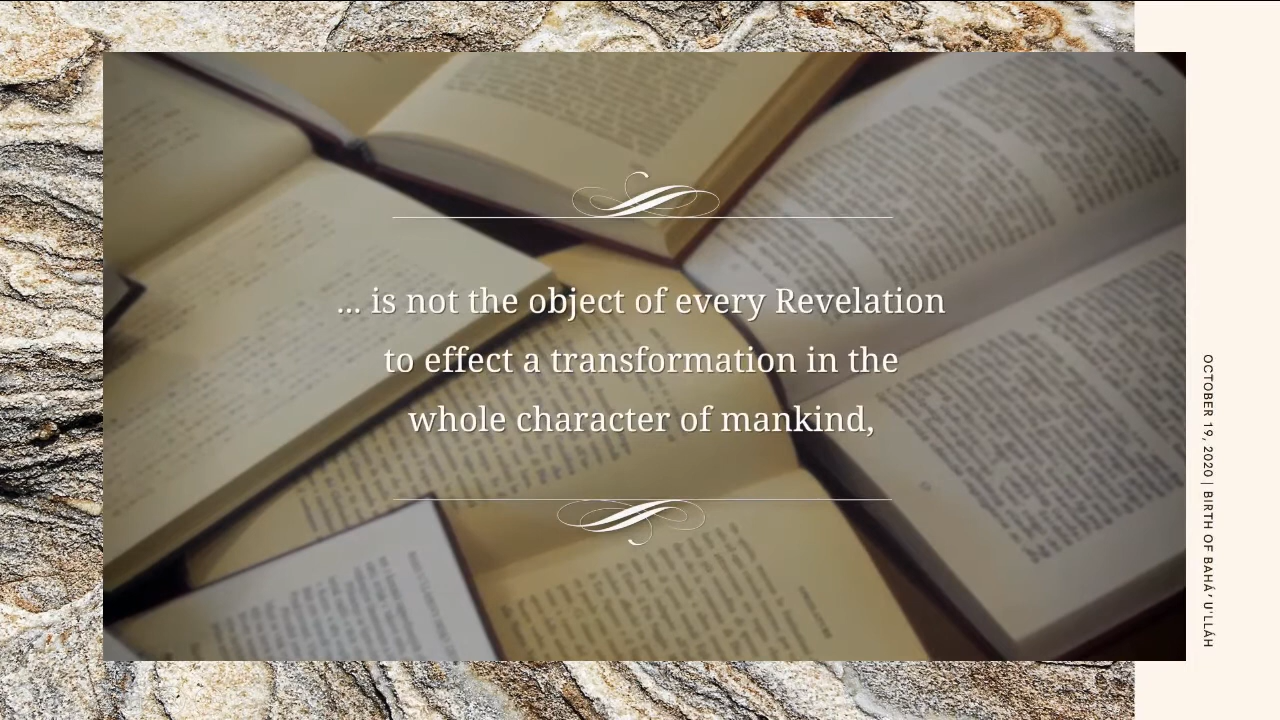 ... is not the object of every Revelation
to effect a transformation in the
whole character of mankind,
OCTOBER 19, 2020 | BIRTH OF BAHÁ'U'LLÁH